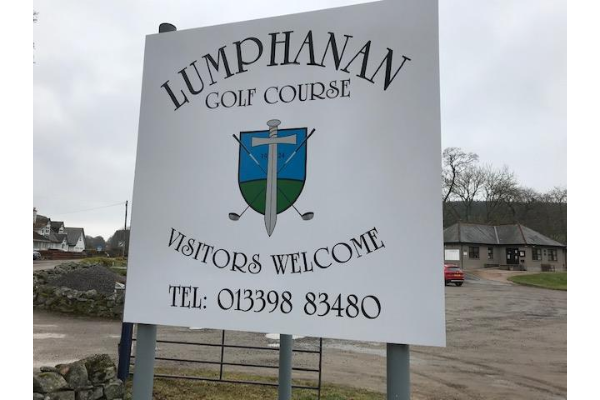 LUMPHANAN
GOLF COURSE
VISITORS WELCOME
TEL: 013398 83480